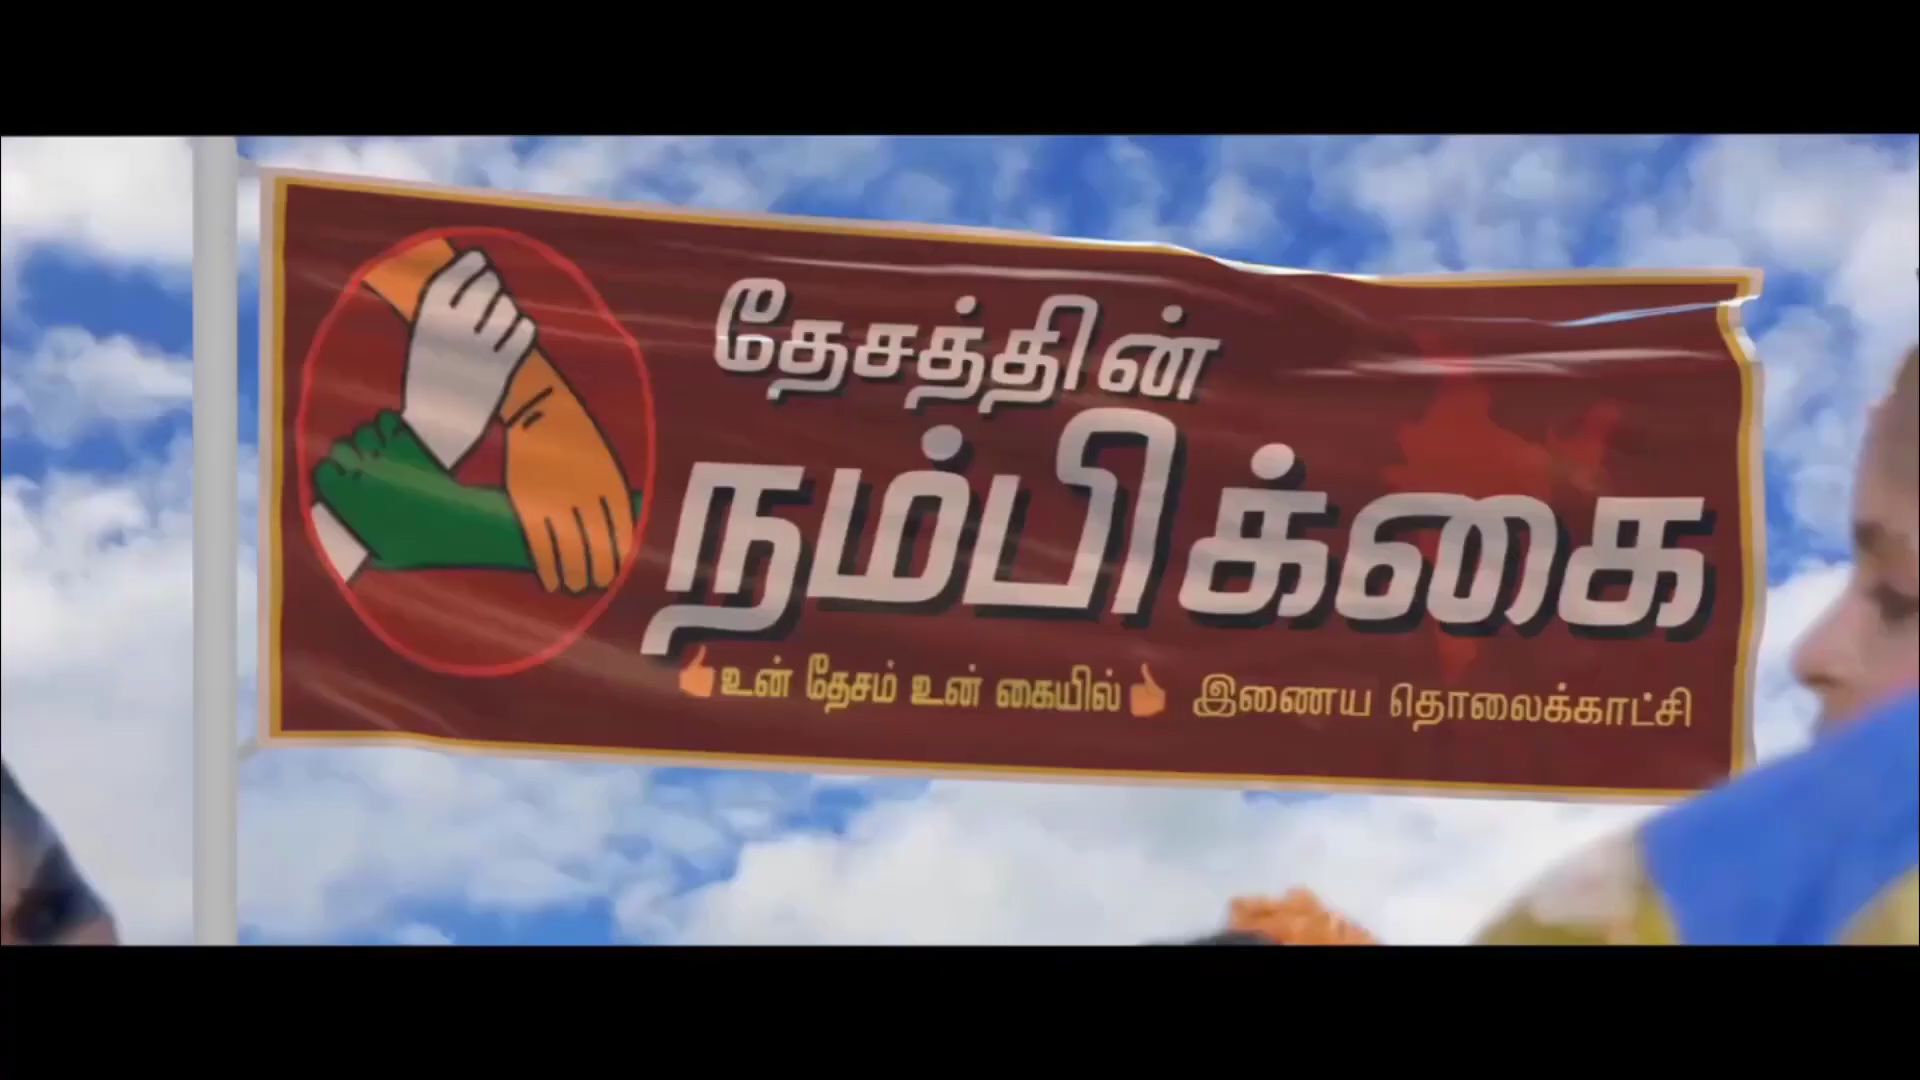 தேசத்தின்
நம்பிக்கை
உன் தேசம் உன் கையில் இணைய தொலைக்காட்சி